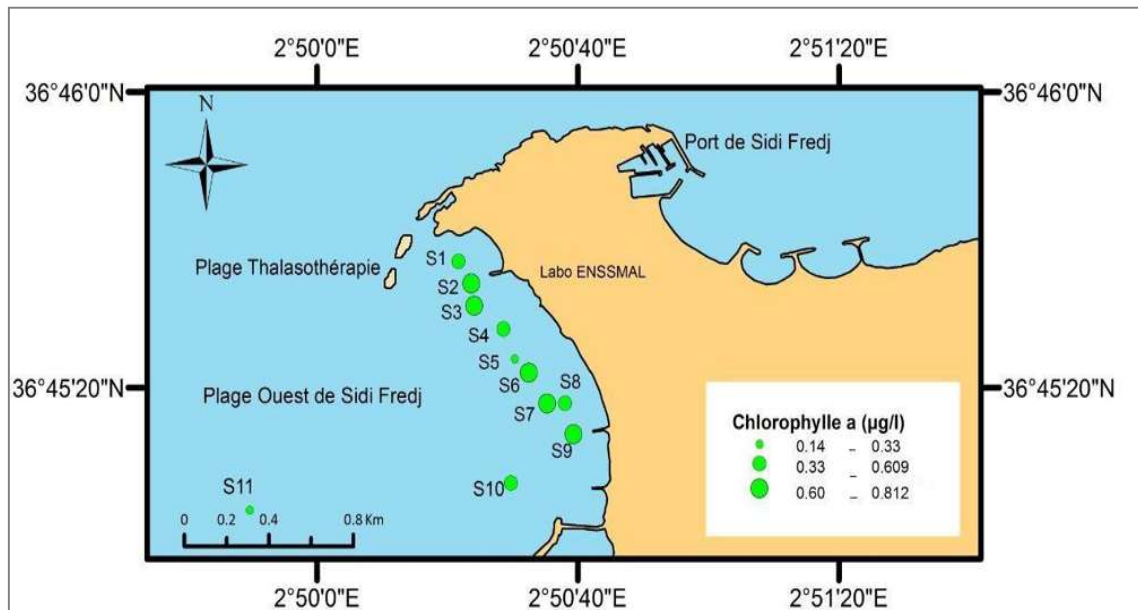 2°50'0"E 2°50'40"E 2°51'20"E
36°46'0"N 36°46'0"N
N
Port de Sidi Fredj
Plage Thalasothérapie
S1
Labo ENSSMAL
S2
S3
S4
S5
S6
S8
36°45'20"N 36°45'20"N
Plage Ouest de Sidi Fredj
S7
S9
S10
S11
0 0.2 0.4 0.8 Km
Chlorophylle a (µg/l)
0.14 – 0.33
0.33 – 0.609
0.60 – 0.812
2°50'0"E 2°50'40"E 2°51'20"E